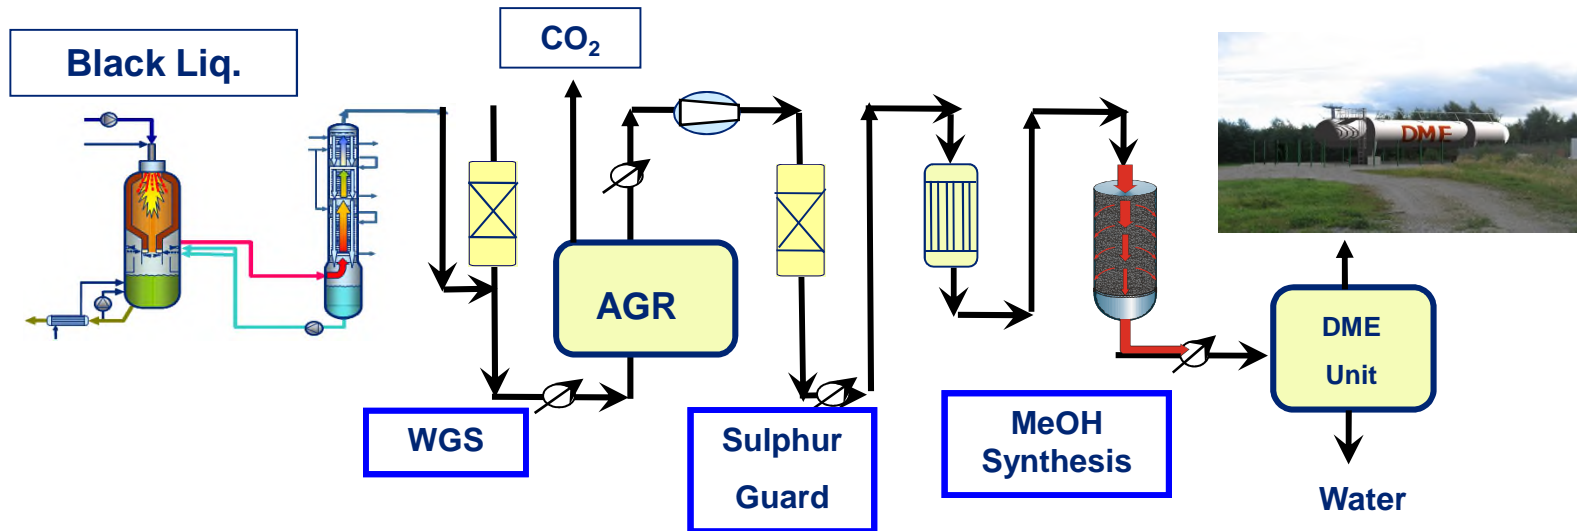 Black Liq.
CO₂
DME
AGR
DME
Unit
WGS
Sulphur
Guard
MeOH
Synthesis
Water